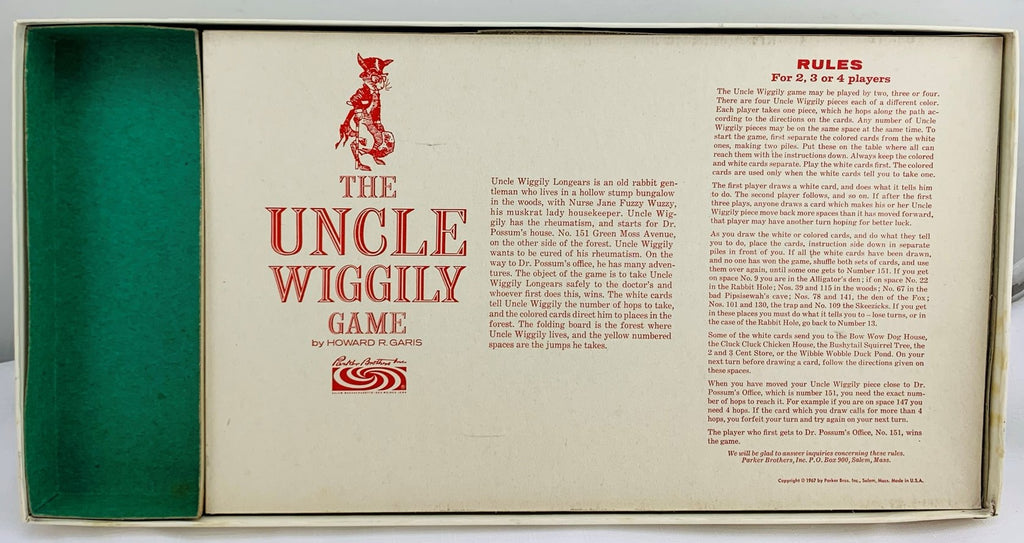 THE
UNCLE
WIGGILY
GAME
by HOWARD R. GARIS
Parker Brothers Inc.
Uncle Wiggily Longears is an old rabbit gen-
tleman who lives in a hollow stump bungalow
in the woods, with Nurse Jane Fuzzy Wuzzy,
his muskrat lady housekeeper. Uncle Wig-
gily has the rheumatism, and starts for Dr.
Possum's house. No. 151 Green Moss Avenue,
on the other side of the forest. Uncle Wiggily
wants to be cured of his rheumatism. On the
way to Dr. Possum's office, he has many adven-
tures. The object of the game is to take Uncle
Wiggily Longears safely to the doctor's and
whoever first does this, wins. The white cards
tell Uncle Wiggily the number of hops to take,
and the colored cards direct him to places in the
forest. The folding board is the forest where
Uncle Wiggily lives, and the yellow numbered
spaces are the jumps he takes.
RULES
For 2, 3 or 4 players
The Uncle Wiggily game may be played by two, three or four.
There are four Uncle Wiggily pieces each of a different color.
Each player takes one piece, which he hops along the path ac-
cording to the directions on the cards. Any number of Uncle
Wiggily pieces may be on the same space at the same time. To
start the game, first separate the colored cards from the white
ones, making two piles. Put these on the table where all can
reach them with the instructions down. Always keep the colored
and white cards separate. Play the white cards first. The colored
cards are used only when the white cards tell you to take one.
The first player draws a white card, and does what it tells him
to do. The second player follows, and so on. If after the first
three plays, anyone draws a card which makes his or her Uncle
Wiggily piece move back more spaces than it has moved forward,
that player may have another turn hoping for better luck.
As you draw the white or colored cards, and do what they tell
you to do, place the cards, instruction side down in separate
piles in front of you. If all the white cards have been drawn,
and no one has won the game, shuffle both sets of cards, and use
them over again, until some one gets to Number 151. If you get
on space No. 9 you are in the Alligator's den; if on space No. 22
in the Rabbit Hole; Nos. 39 and 115 in the woods; No. 67 in the
bad Pipsisewah's cave; Nos. 78 and 141, the den of the Fox;
Nos. 101 and 130, the trap and No. 109 the Skeezicks. If you get
in these places you must do what it tells you to – lose turns, or in
the case of the Rabbit Hole, go back to Number 13.
Some of the white cards send you to the Bow Wow Dog House,
the Cluck Cluck Chicken House, the Bushytail Squirrel Tree, the
2 and 3 Cent Store, or the Wibble Wobble Duck Pond. On your
next turn before drawing a card, follow the directions given on
these spaces.
When you have moved your Uncle Wiggily piece close to Dr.
Possum's Office, which is number 151, you need the exact num-
ber of hops to reach it. For example if you are on space 147 you
need 4 hops. If the card which you draw calls for more than 4
hops, you forfeit your turn and try again on your next turn.
The player who first gets to Dr. Possum's Office, No. 151, wins
the game.
We will be glad to answer inquiries concerning these rules.
Parker Brothers, Inc. P.O. Box 900, Salem, Mass.
Copyright © 1967 by Parker Bros. Inc., Salem, Mass. Made in U.S.A.